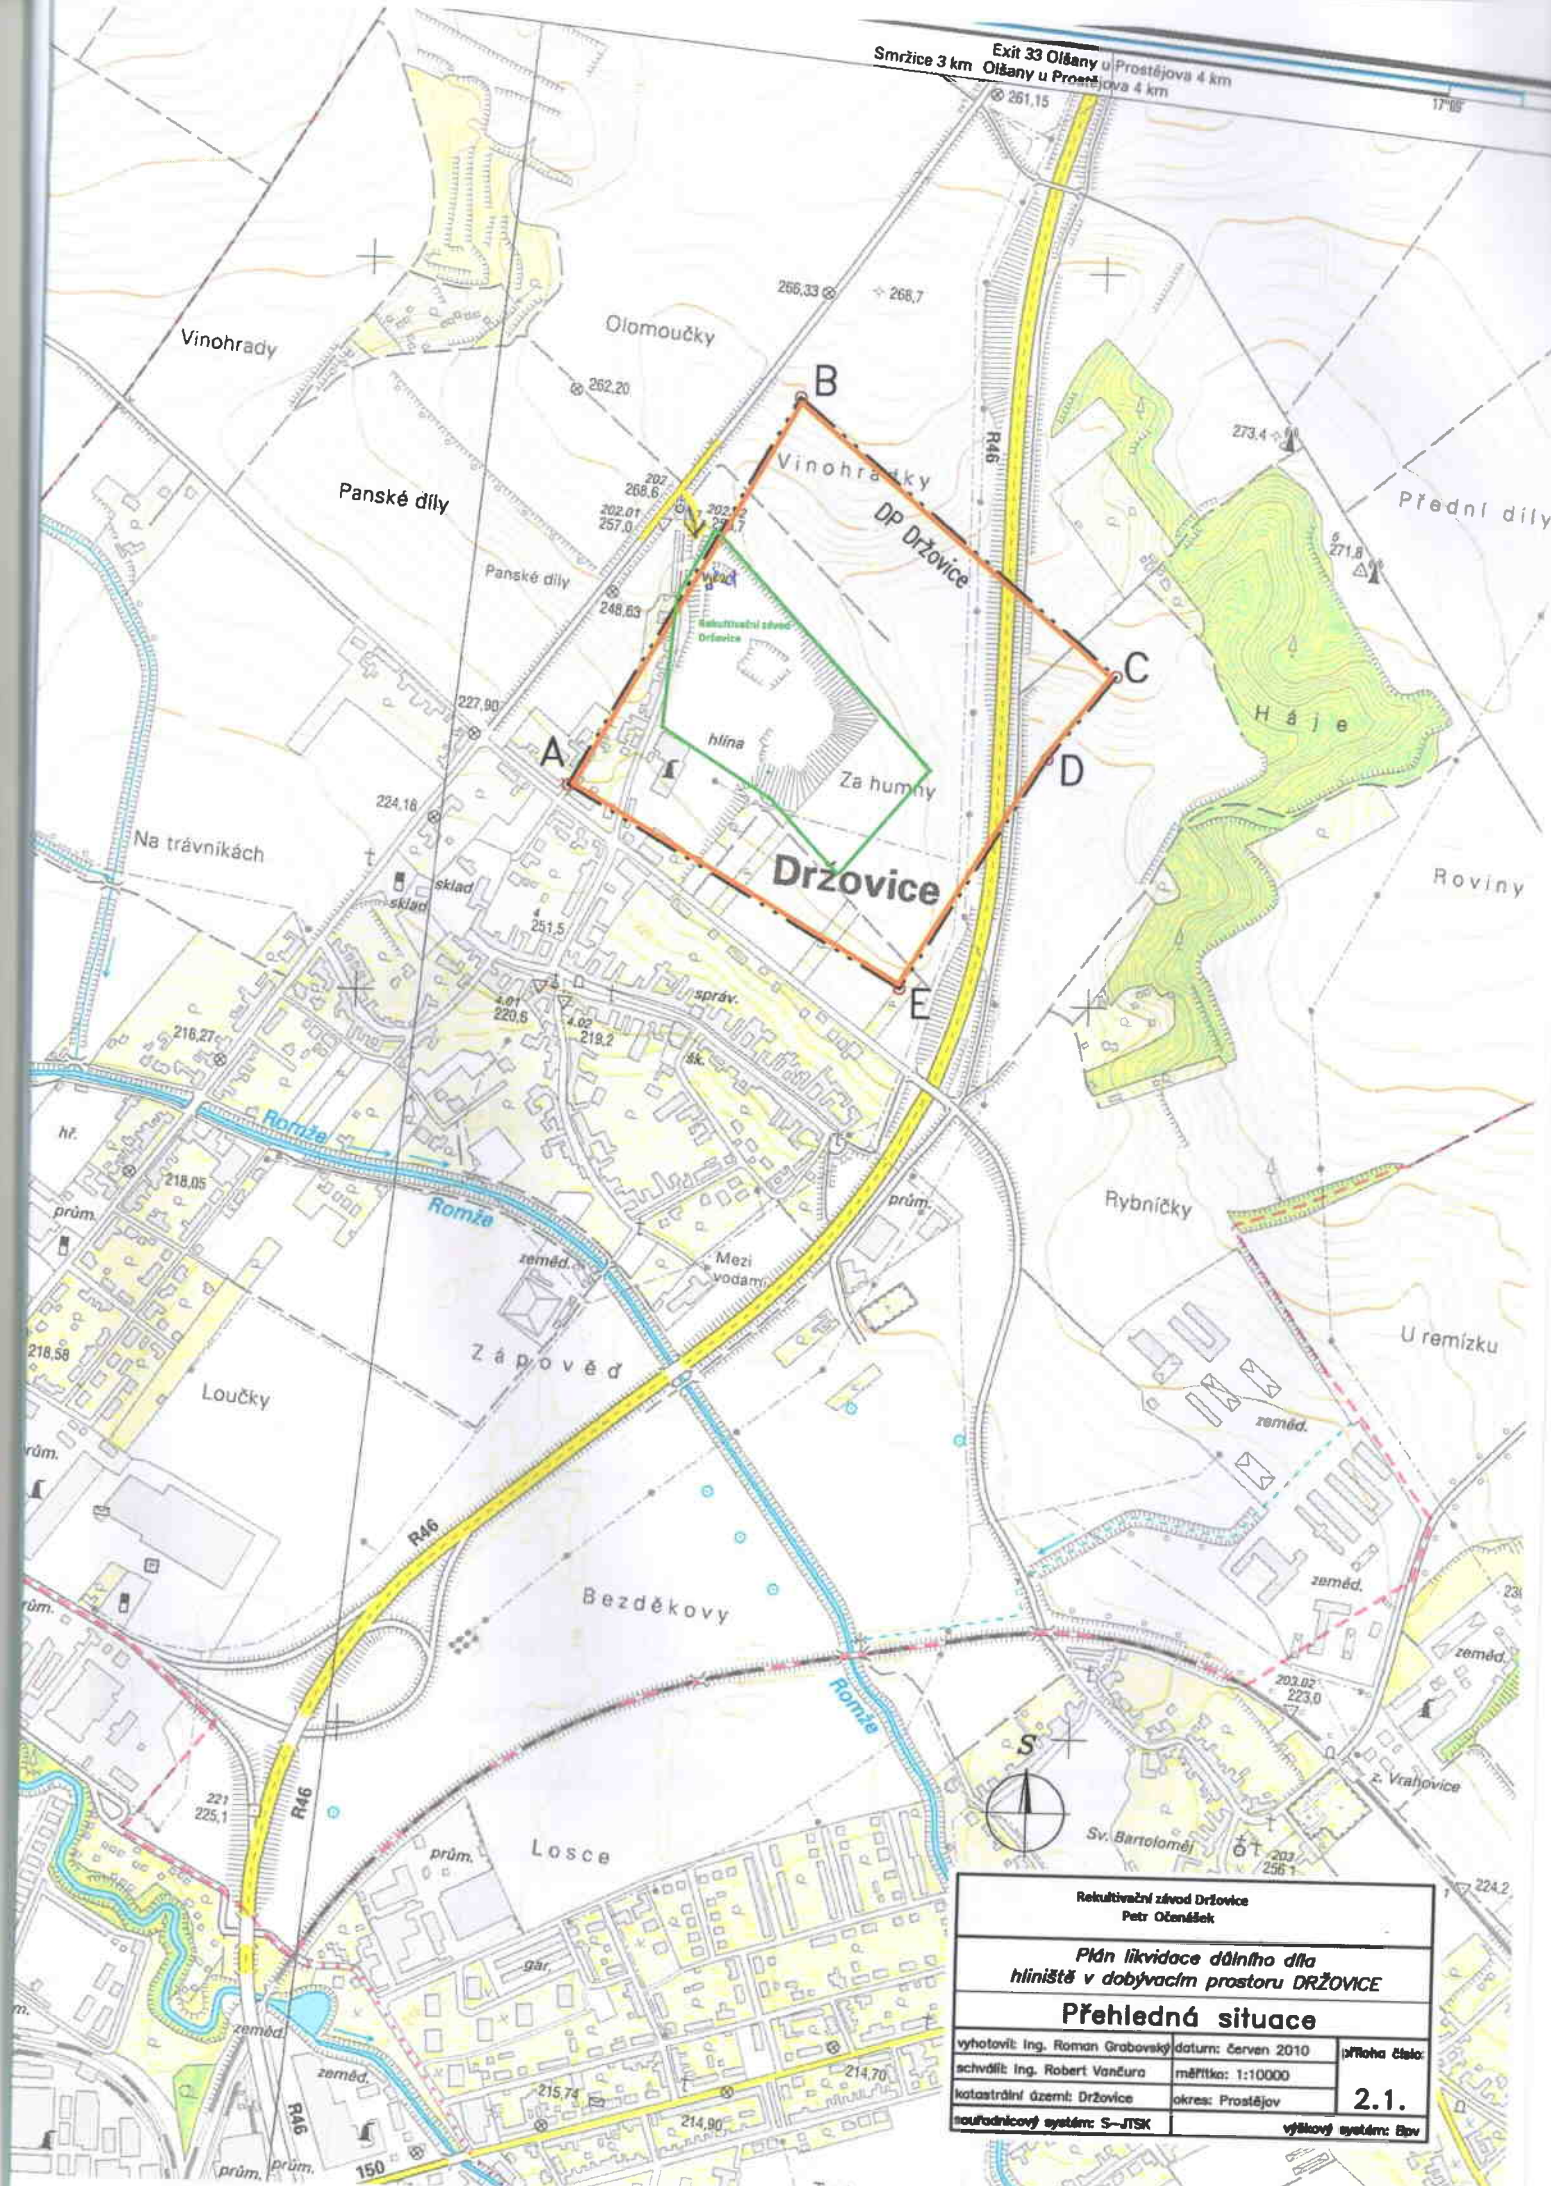 Exit 33 Olšany u Prostějova 4 km
Smržice 3 km Olšany u Prostějova 4 km
17°09'
261,15
266,33
268,7
Vinohrady
Olomoučky
262,20
B
R46
273,4
Vinohrádky
Přední díly
Panské díly
202
268,6
202.01
257,0
DP Držovice
6
271,8
Panské díly
vjezd
248,63
Rekultivační závod
Držovice
C
227,90
Háje
hlína
A
D
Za humny
224,18
Na trávníkách
Držovice
Roviny
sklad
sklad
4
251,5
E
správ.
4.01
220,6
4.02
219,2
216,27
šk.
Romže
hř.
218,05
Romže
Rybníčky
prům.
prům.
zeměd.
Mezi
vodami
U remízku
218,58
Zápověď
Loučky
zeměd.
rům.
R46
Bezděkovy
zeměd.
rům.
zeměd.
203.02
223,0
Romže
S
z. Vrahovice
221
225,1
R46
Losce
prům.
Sv. Bartoloměj
203
256,1
224,2
gar.
zeměd.
zeměd.
215,74
214,70
214,90
R46
prům.
prům.
150
Rekultivační závod Držovice
Petr Očenášek
Plán likvidace důlního díla
hliniště v dobývacím prostoru DRŽOVICE
Přehledná situace
vyhotovil: Ing. Roman Grabovský datum: červen 2010 příloha číslo:
schválil: Ing. Robert Vančura měřítko: 1:10000
2.1.
katastrální území: Držovice okres: Prostějov
souřadnicový systém: S-JTSK výškový systém: Bpv